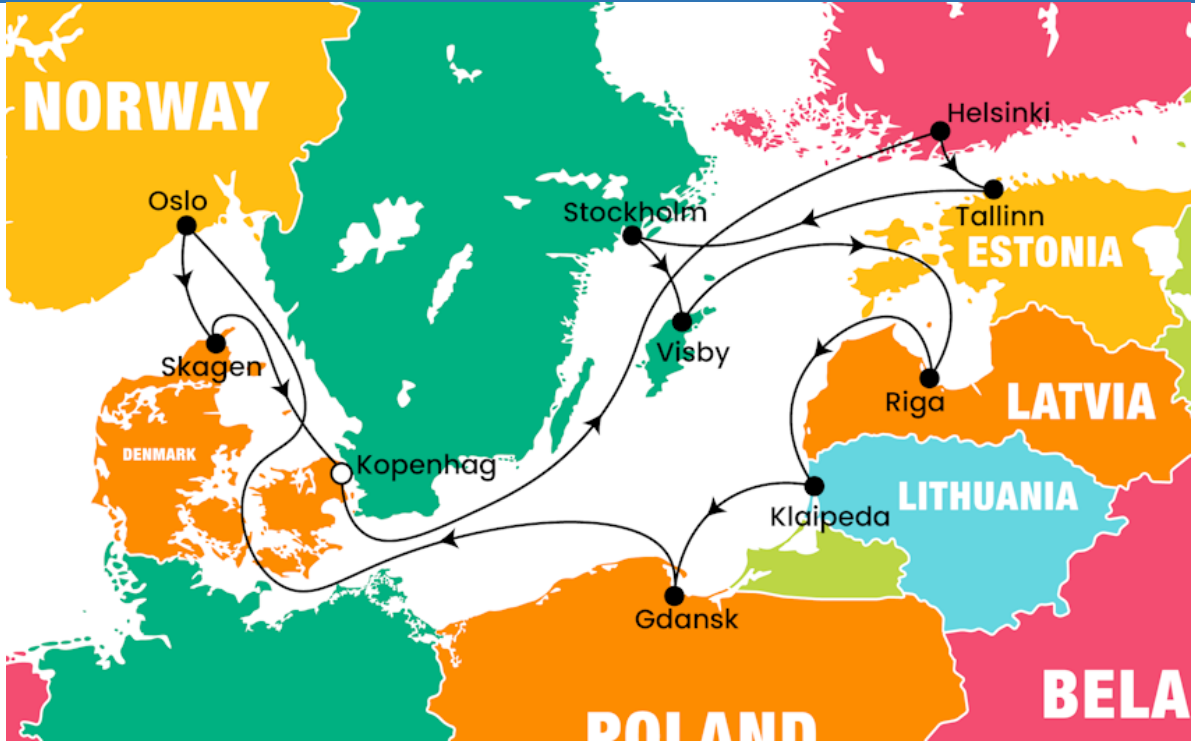 NORWAY
Helsinki
Oslo
Stockholm
Tallinn
ESTONIA
Visby
Skagen
Riga
LATVIA
DENMARK
Kopenhag
LITHUANIA
Klaipeda
Gdansk
BELA
POLAND